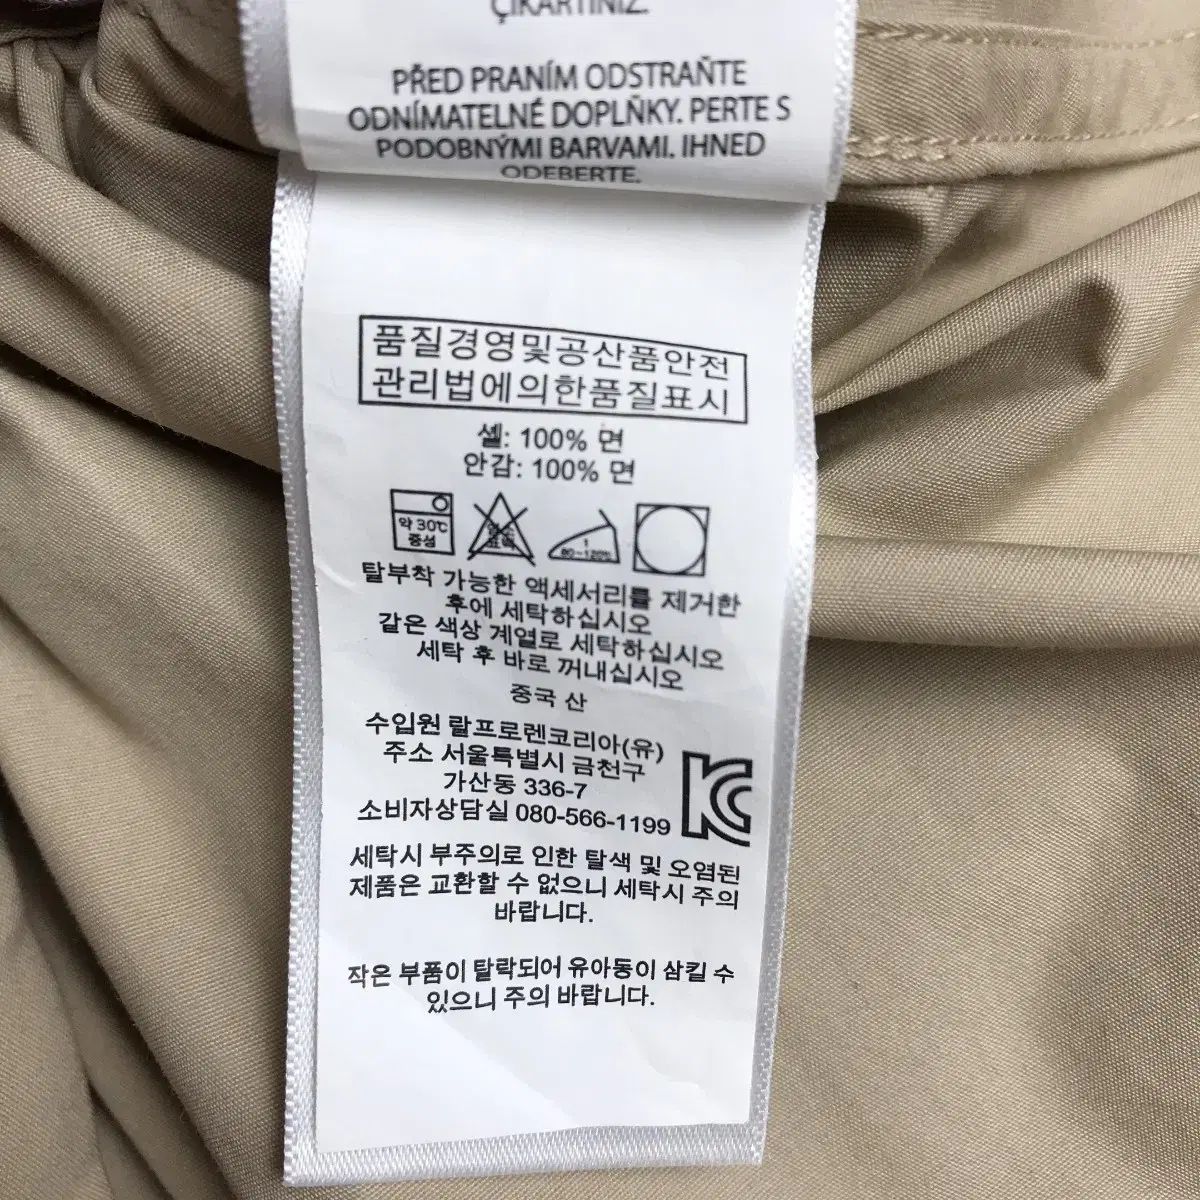 ÇIKARTINIZ.
PŘED PRANÍM ODSTRAŇTE
ODNÍMATELNÉ DOPLŇKY. PERTE S
PODOBNÝMI BARVAMI. IHNED
ODEBERTE.
품질경영및공산품안전
관리법에의한품질표시
셸: 100% 면
안감: 100% 면
약 30℃
중성
1
80~120%
탈부착 가능한 액세서리를 제거한
후에 세탁하십시오
같은 색상 계열로 세탁하십시오
세탁 후 바로 꺼내십시오
중국 산
수입원 랄프로렌코리아(유)
주소 서울특별시 금천구
가산동 336-7
소비자상담실 080-566-1199
세탁시 부주의로 인한 탈색 및 오염된
제품은 교환할 수 없으니 세탁시 주의
바랍니다.
작은 부품이 탈락되어 유아동이 삼킬 수
있으니 주의 바랍니다.